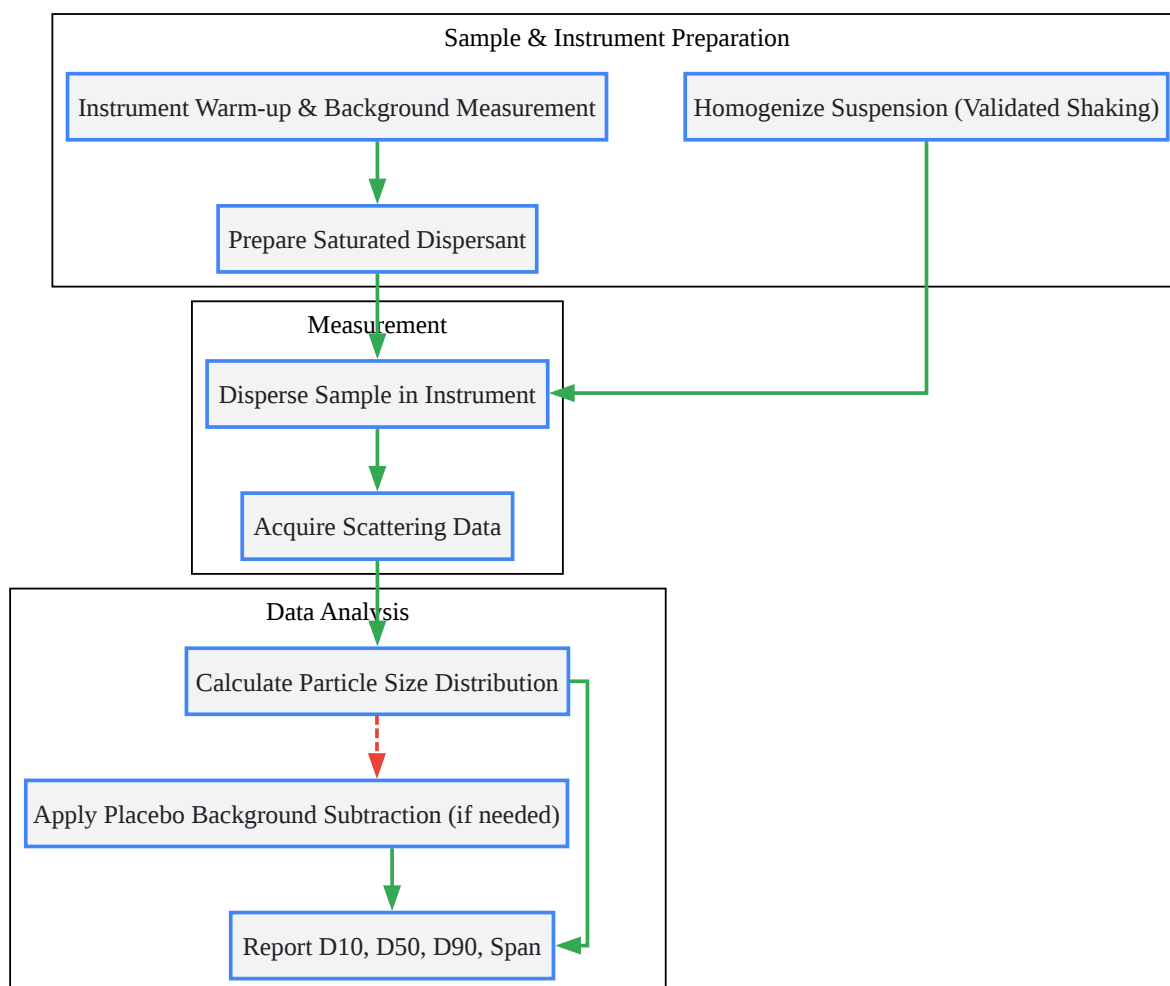 Sample & Instrument Preparation
Instrument Warm-up & Background Measurement
Homogenize Suspension (Validated Shaking)
Prepare Saturated Dispersant
Measurement
Disperse Sample in Instrument
Acquire Scattering Data
Data Analysis
Calculate Particle Size Distribution
Apply Placebo Background Subtraction (if needed)
Report D10, D50, D90, Span